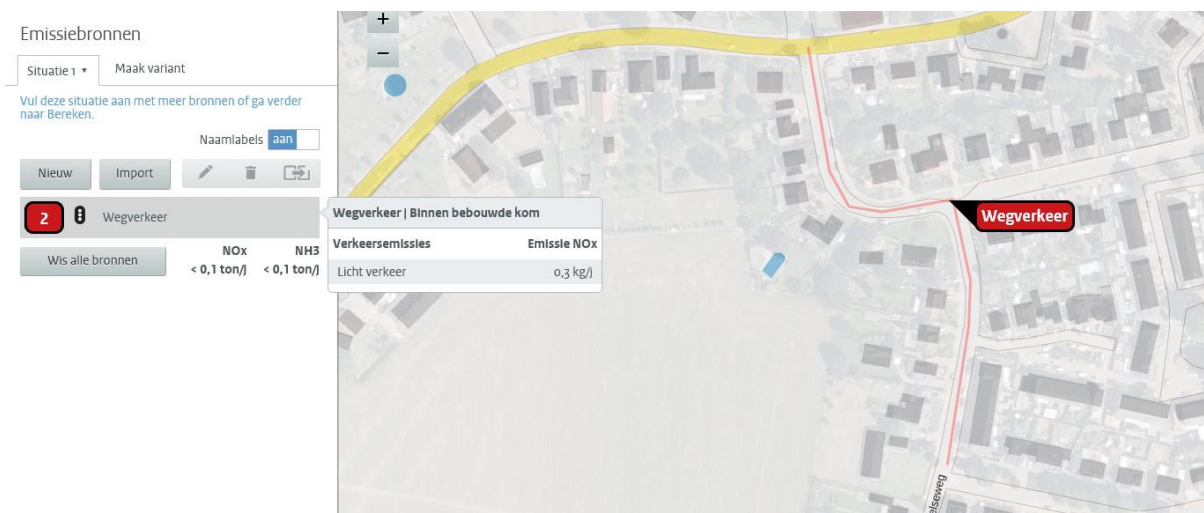 Emissiebronnen
Situatie 1 ▾ Maak variant
Vul deze situatie aan met meer bronnen of ga verder
naar Bereken.
Naamlabels aan
Nieuw Import
2 Wegverkeer
Wis alle bronnen
NOx NH3
< 0,1 ton/j < 0,1 ton/j
+
−
Wegverkeer | Binnen bebouwde kom
Verkeersemissies Emissie NOx
Licht verkeer 0,3 kg/j
Wegverkeer
elseweg